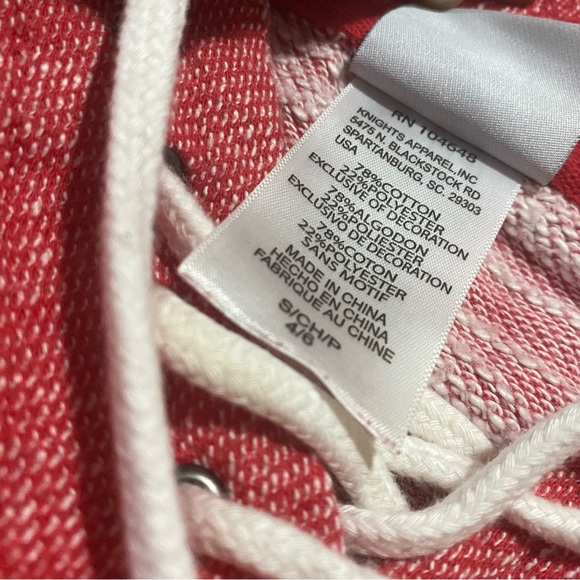 RN 104648
KNIGHTS APPAREL,INC
5475 N. BLACKSTOCK RD
SPARTANBURG, SC. 29303
USA
78%COTTON
22%POLYESTER
EXCLUSIVE OF DECORATION
78%ALGODON
22%POLIESTER
EXCLUSIVO DE DECORATION
78%COTON
22%POLYESTER
SANS MOTIF
MADE IN CHINA
HECHO EN CHINA
FABRIQUE AU CHINE
S/CH/P
4/6